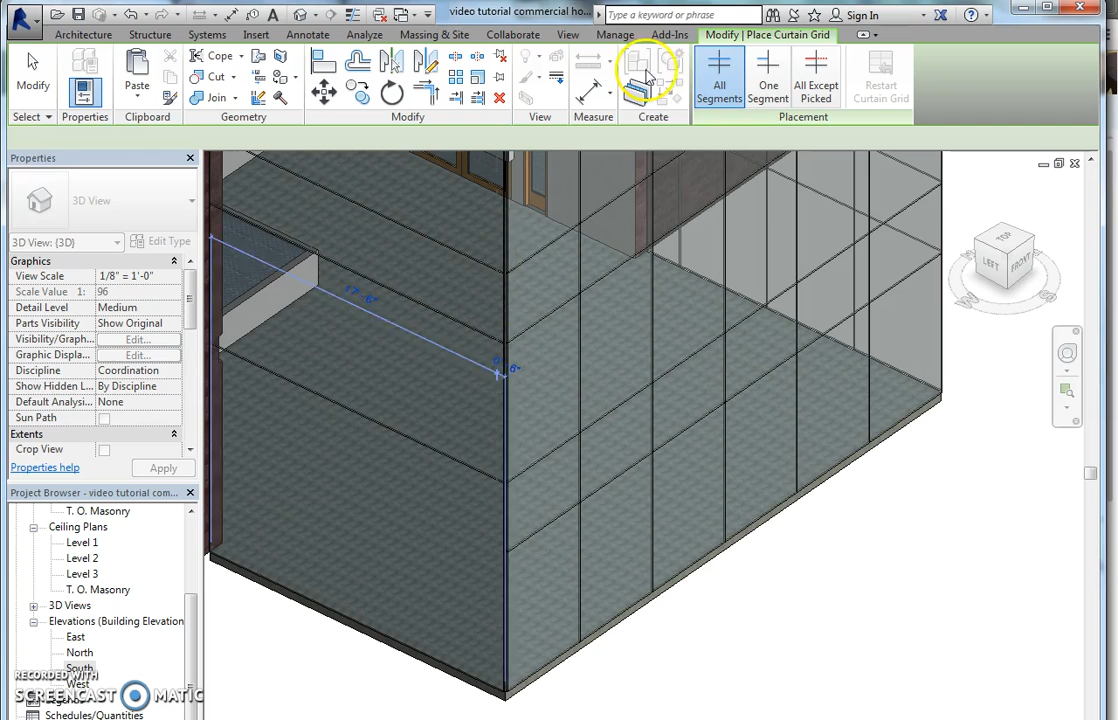 video tutorial commercial ho...
Type a keyword or phrase
Sign In
Architecture Structure Systems Insert Annotate Analyze Massing & Site Collaborate View Manage Add-Ins Modify | Place Curtain Grid
Modify
Paste
Cope
Cut
Join
All Segments
One Segment
All Except Picked
Restart Curtain Grid
Select Properties Clipboard Geometry Modify View Measure Create Placement
Properties
3D View
3D View: {3D}
Edit Type
Graphics
View Scale 1/8" = 1'-0"
Scale Value 1: 96
Detail Level Medium
Parts Visibility Show Original
Visibility/Graph... Edit...
Graphic Displa... Edit...
Discipline Coordination
Show Hidden L... By Discipline
Default Analysi... None
Sun Path
Extents
Crop View
Properties help
Apply
Project Browser - video tutorial com...
T. O. Masonry
Ceiling Plans
Level 1
Level 2
Level 3
T. O. Masonry
3D Views
Elevations (Building Elevation
East
North
South
West
Schedules/Quantities
RECORDED WITH
SCREENCAST MATIC
17' - 6"
TOP
LEFT
FRONT
W
S